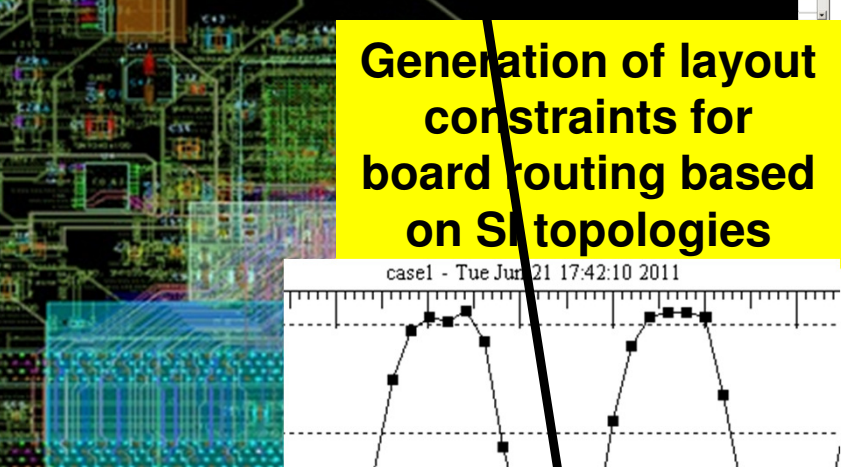 Generation of layout
constraints for
board routing based
on SI topologies
case1 - Tue Jun 21 17:42:10 2011